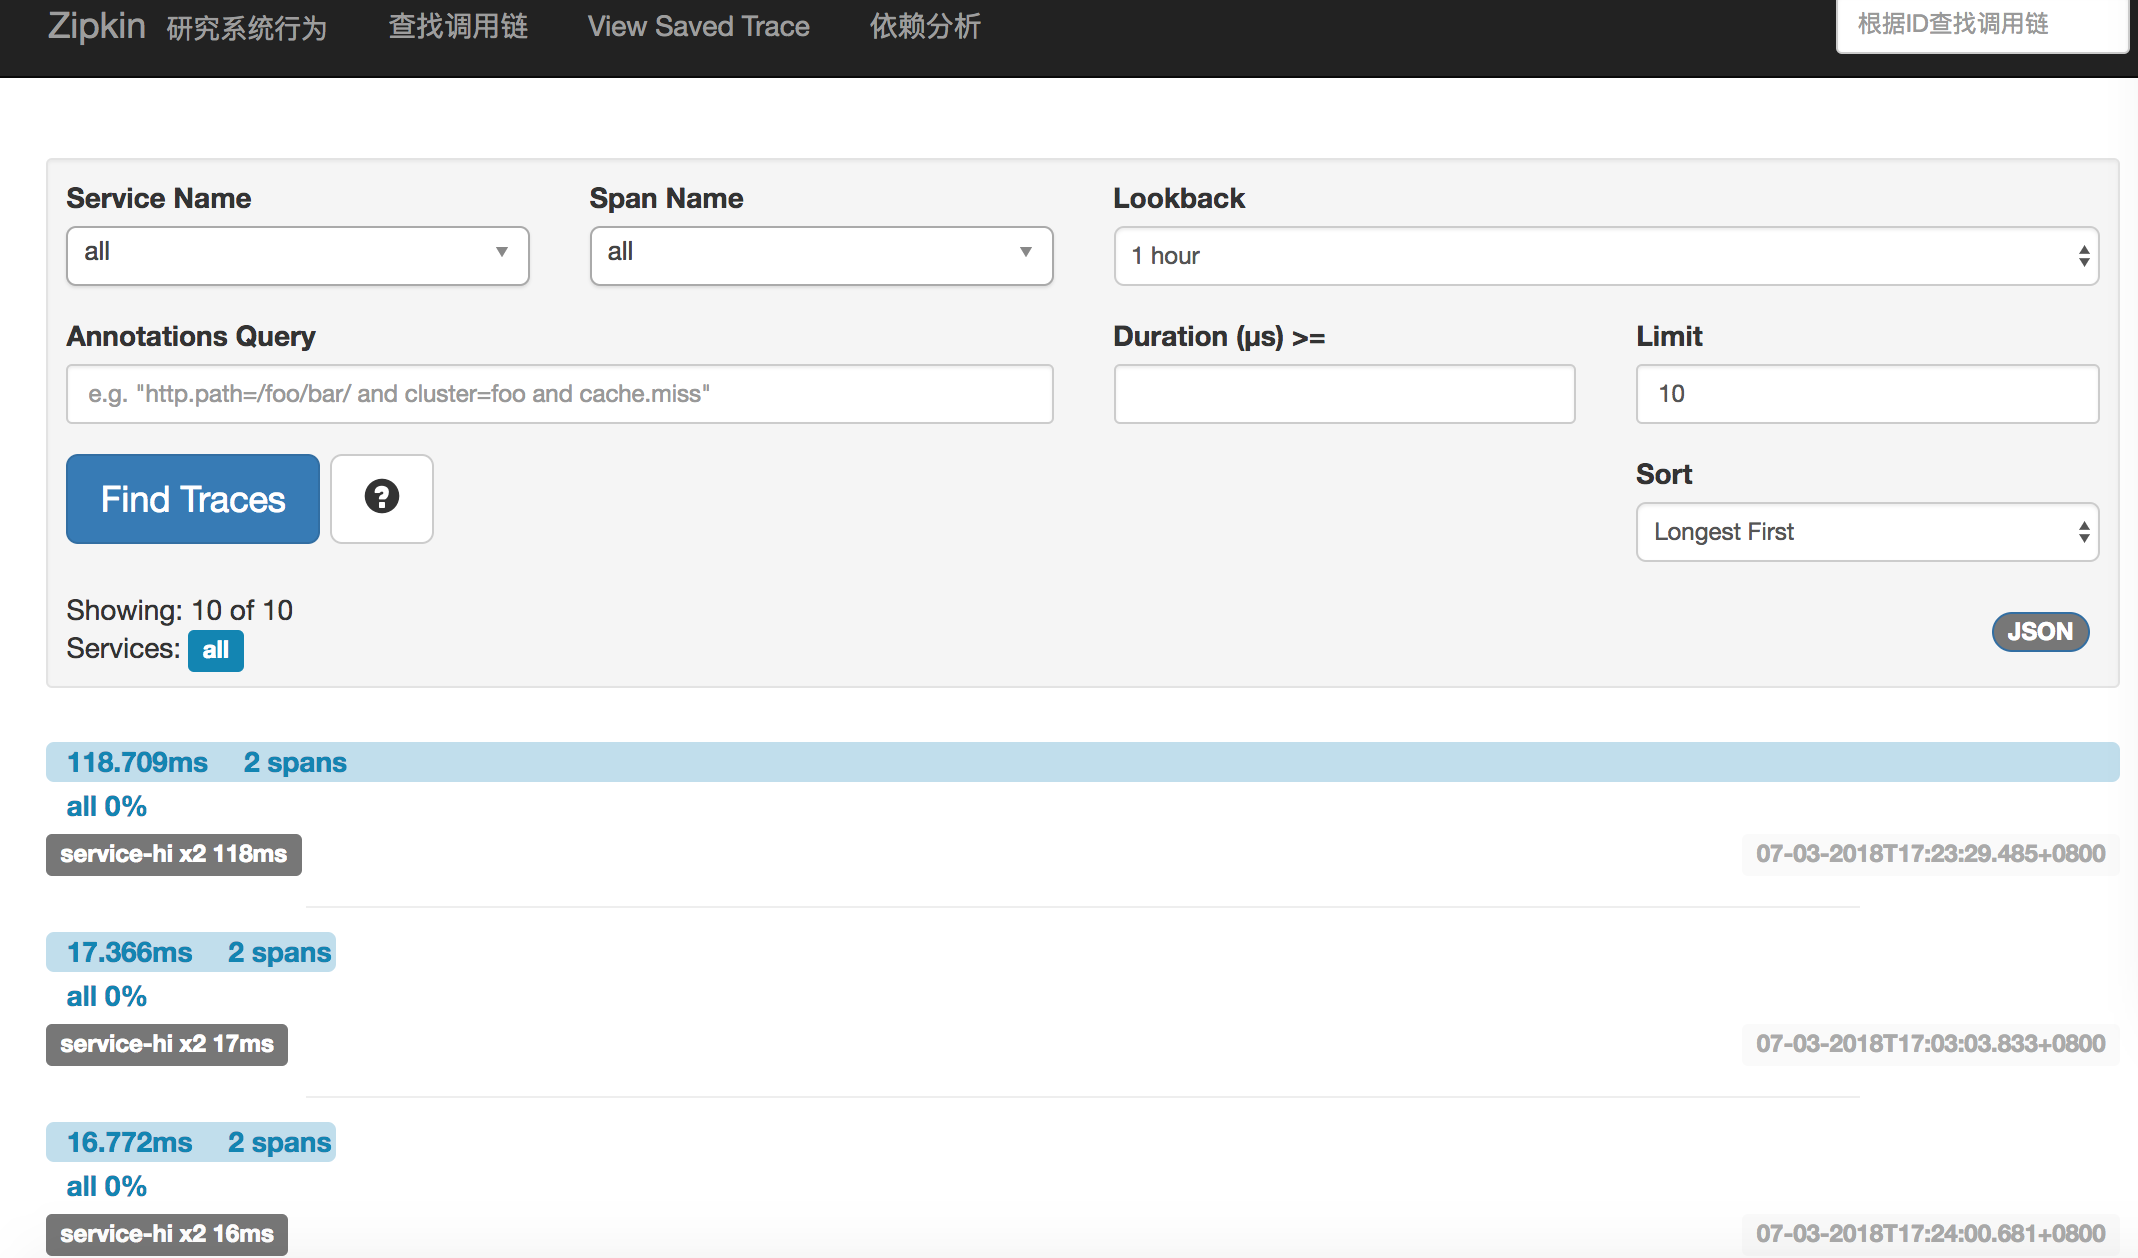 Zipkin 研究系统行为 查找调用链 View Saved Trace 依赖分析 根据ID查找调用链
Service Name Span Name Lookback
all all 1 hour
Annotations Query Duration (μs) >= Limit
e.g. "http.path=/foo/bar/ and cluster=foo and cache.miss" 10
Find Traces ?
Sort
Longest First
Showing: 10 of 10
Services: all
JSON
118.709ms 2 spans
all 0%
service-hi x2 118ms 07-03-2018T17:23:29.485+0800
17.366ms 2 spans
all 0%
service-hi x2 17ms 07-03-2018T17:03:03.833+0800
16.772ms 2 spans
all 0%
service-hi x2 16ms 07-03-2018T17:24:00.681+0800